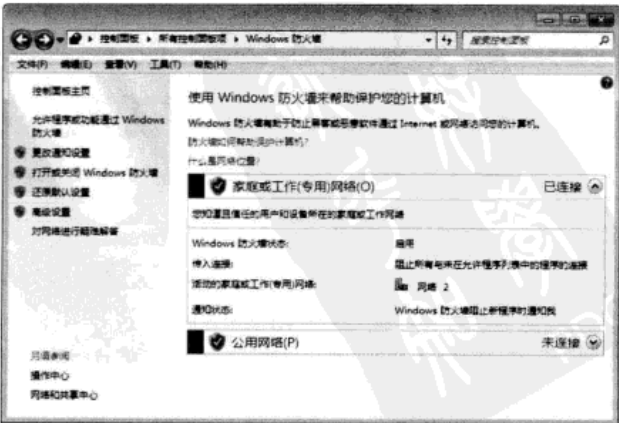 控制面板 ▸ 所有控制面板项 ▸ Windows 防火墙
搜索控制面板
文件(F) 编辑(E) 查看(V) 工具(T) 帮助(H)
控制面板主页
允许程序或功能通过 Windows
防火墙
更改通知设置
打开或关闭 Windows 防火墙
还原默认设置
高级设置
对网络进行疑难解答
另请参阅
操作中心
网络和共享中心
使用 Windows 防火墙来帮助保护您的计算机
Windows 防火墙有助于防止黑客或恶意软件通过 Internet 或网络访问您的计算机。
防火墙如何帮助保护计算机?
什么是网络位置?
家庭或工作(专用)网络(O) 已连接
您知道且信任的用户和设备所在的家庭或工作网络
Windows 防火墙状态: 启用
传入连接: 阻止所有与未在允许程序列表中的程序的连接
活动的家庭或工作(专用)网络: 网络 2
通知状态: Windows 防火墙阻止新程序时通知我
公用网络(P) 未连接